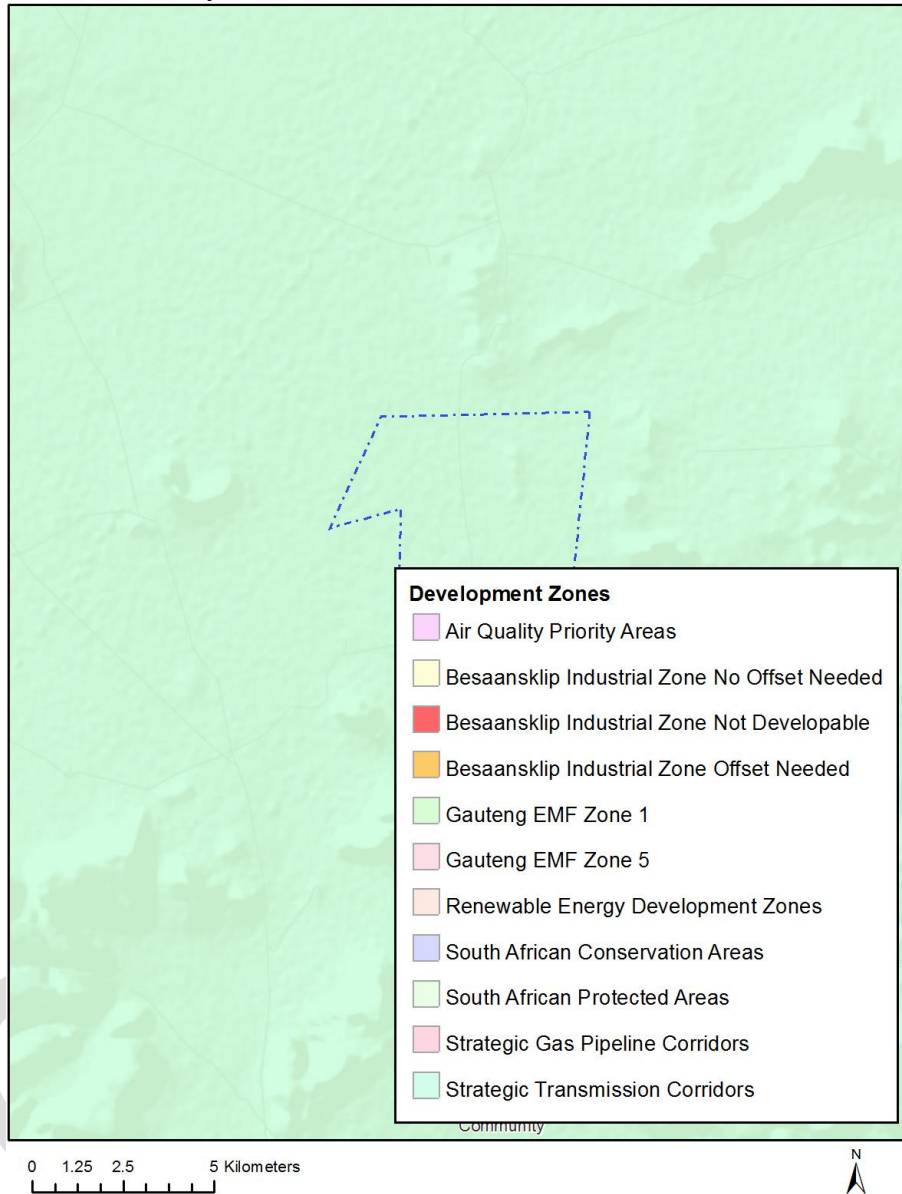 Development Zones
Air Quality Priority Areas
Besaansklip Industrial Zone No Offset Needed
Besaansklip Industrial Zone Not Developable
Besaansklip Industrial Zone Offset Needed
Gauteng EMF Zone 1
Gauteng EMF Zone 5
Renewable Energy Development Zones
South African Conservation Areas
South African Protected Areas
Strategic Gas Pipeline Corridors
Strategic Transmission Corridors
Community
0 1.25 2.5 5 Kilometers
N